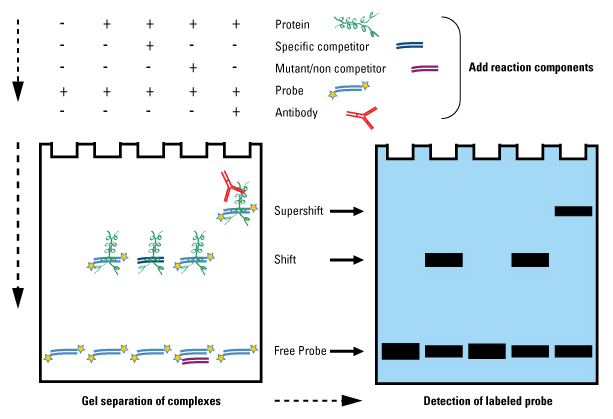 - + + + + Protein
- - + - - Specific competitor
- - - + - Mutant/non competitor
+ + + + + Probe
- - - - + Antibody
Add reaction components
Supershift
Shift
Free Probe
Gel separation of complexes
Detection of labeled probe